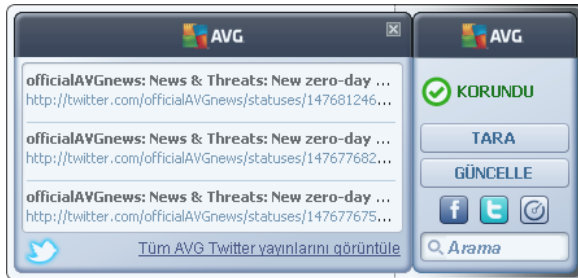 AVG
officialAVGnews: News & Threats: New zero-day ...
http://twitter.com/officialAVGnews/statuses/147681246...
officialAVGnews: News & Threats: New zero-day ...
http://twitter.com/officialAVGnews/statuses/147677682...
officialAVGnews: News & Threats: New zero-day ...
http://twitter.com/officialAVGnews/statuses/147677675...
Tüm AVG Twitter yayınlarını görüntüle
AVG
KORUNDU
TARA
GÜNCELLE
Arama